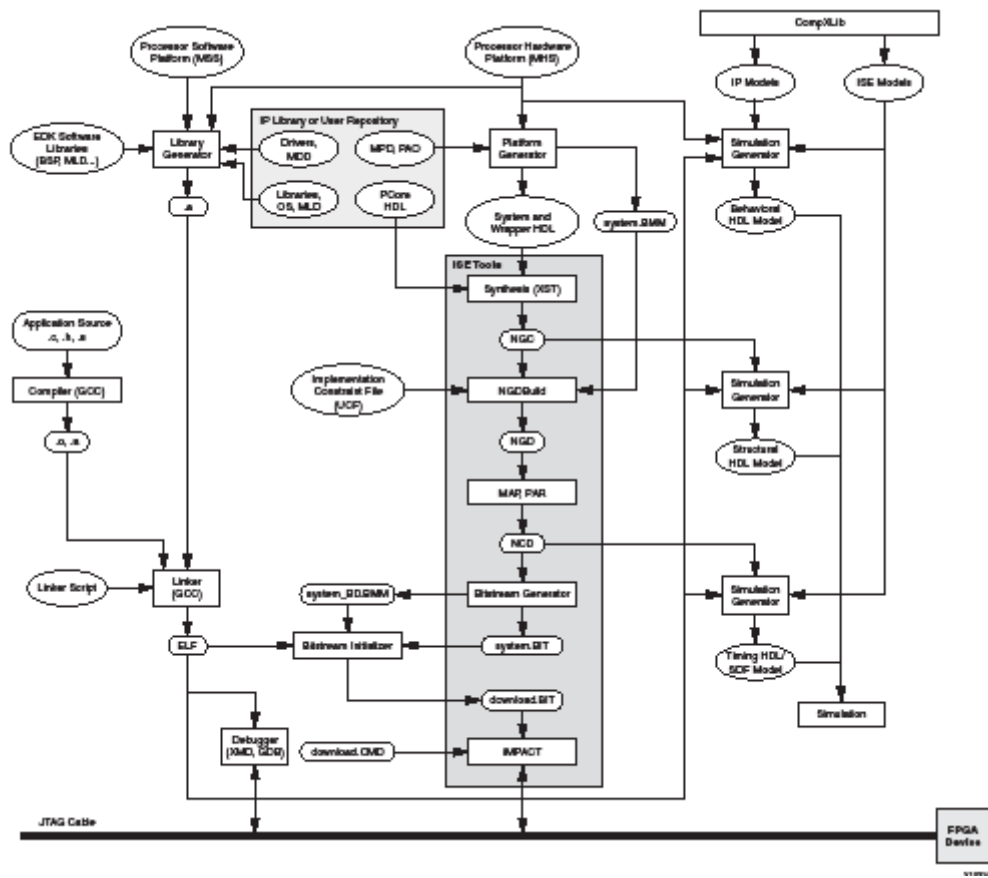 CompXLib
Processor Software
Platform (MSS)
Processor Hardware
Platform (MHS)
IP Models
ISE Models
IP Library or User Repository
EDK Software
Libraries
(BSP, MLD...)
Library
Generator
Drivers,
MDD
MPD, PAO
Platform
Generator
Simulation
Generator
.a
Libraries,
OS, MLD
PCore
HDL
System and
Wrapper HDL
system.BMM
Behavioral
HDL Model
ISE Tools
Synthesis (XST)
Application Source
.c, .h, .s
NGC
Compiler (GCC)
Implementation
Constraint File
(UCF)
NGDBuild
Simulation
Generator
.o, .a
NGD
Structural
HDL Model
MAP, PAR
NCD
Linker Script
Linker
(GCC)
system_BD.BMM
Bitstream Generator
Simulation
Generator
ELF
Bitstream Initializer
system.BIT
Timing HDL/
SDF Model
download.BIT
Simulation
Debugger
(XMD, GDB)
download.CMD
iMPACT
JTAG Cable
FPGA
Device